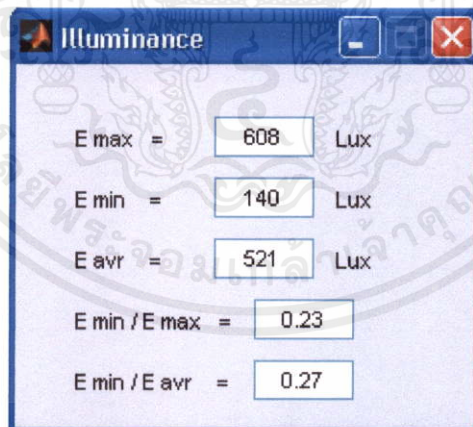 Illuminance
E max = 608 Lux
E min = 140 Lux
E avr = 521 Lux
E min / E max = 0.23
E min / E avr = 0.27